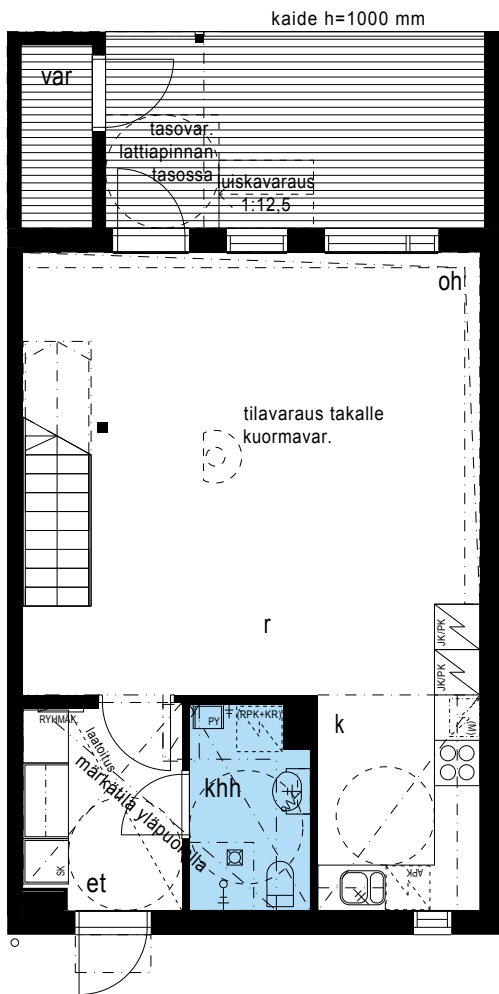 kaide h=1000 mm
var
tasovar.
lattiapinnan
tasossa
luiskavaraus
1:12,5
oh
tilavaraus takalle
kuormavar.
r
JK/PK
JK/PK
(M)
k
RYHMÄK.
PY
(RPK+KR)
laatoitus
märkätila yläpuolella
khh
SK
et
APK